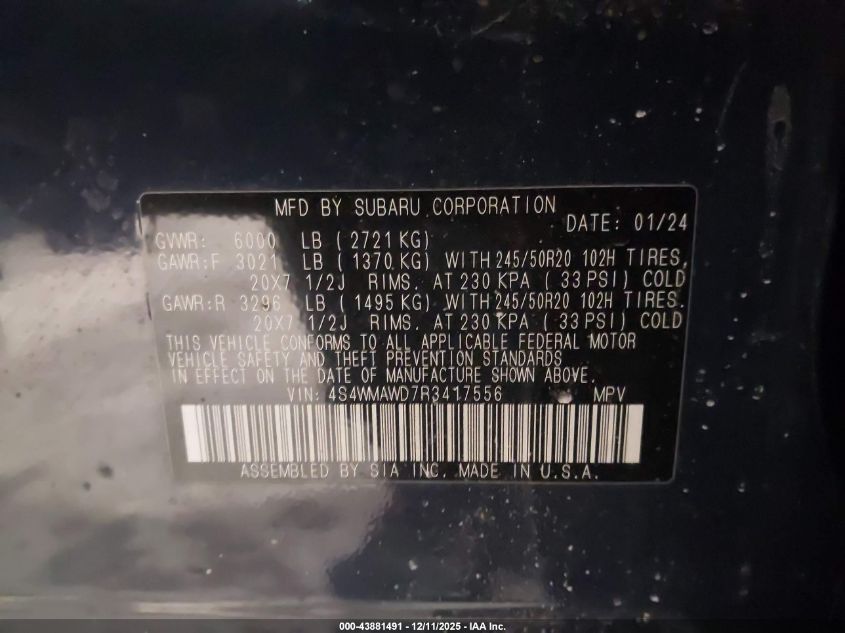 MFD BY SUBARU CORPORATION
DATE: 01/24
GVWR: 6000 LB ( 2721 KG)
GAWR:F 3021 LB ( 1370 KG) WITH 245/50R20 102H TIRES,
20X7 1/2J RIMS, AT 230 KPA ( 33 PSI) COLD
GAWR:R 3296 LB ( 1495 KG) WITH 245/50R20 102H TIRES.
20X7 1/2J RIMS, AT 230 KPA ( 33 PSI) COLD
THIS VEHICLE CONFORMS TO ALL APPLICABLE FEDERAL MOTOR
VEHICLE SAFETY AND THEFT PREVENTION STANDARDS
IN EFFECT ON THE DATE OF MANUFACTURE SHOWN ABOVE.
VIN: 4S4WMAWD7R3417556 MPV
ASSEMBLED BY SIA INC. MADE IN U.S.A.
000-43881491 - 12/11/2025 - IAA Inc.